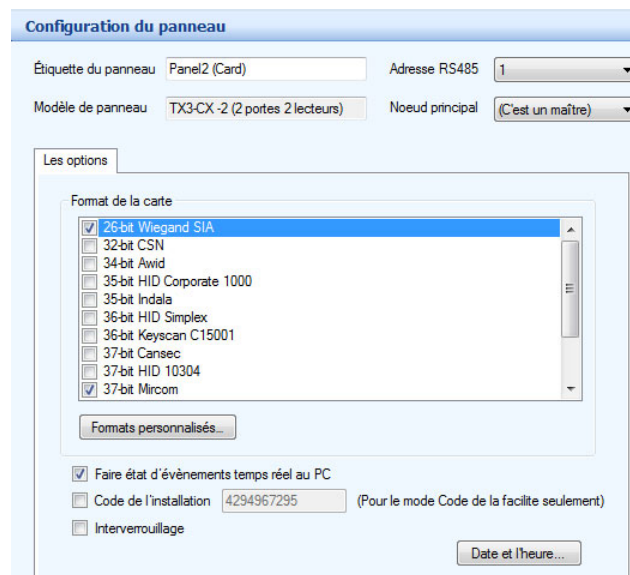 Configuration du panneau
Étiquette du panneau Panel2 (Card) Adresse RS485 1
Modèle de panneau TX3-CX -2 (2 portes 2 lecteurs) Noeud principal (C'est un maître)
Les options
Format de la carte
26-bit Wiegand SIA
32-bit CSN
34-bit Awid
35-bit HID Corporate 1000
35-bit Indala
36-bit HID Simplex
36-bit Keyscan C15001
37-bit Cansec
37-bit HID 10304
37-bit Mircom
Formats personnalisés...
Faire état d'évènements temps réel au PC
Code de l'installation 4294967295 (Pour le mode Code de la facilite seulement)
Interverrouillage
Date et l'heure...